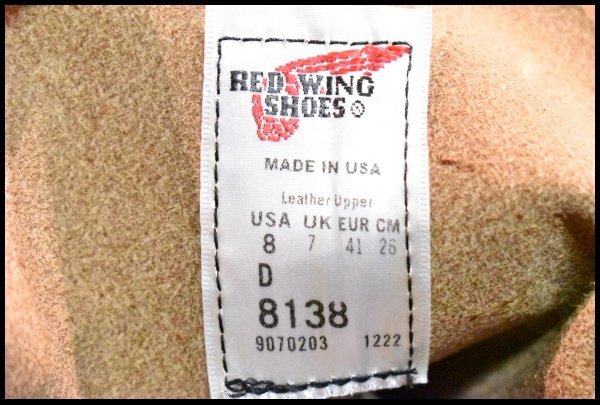 RED WING
SHOES®
MADE IN USA
Leather Upper
USA UK EUR CM
8 7 41 26
D
8138
9070203 1222